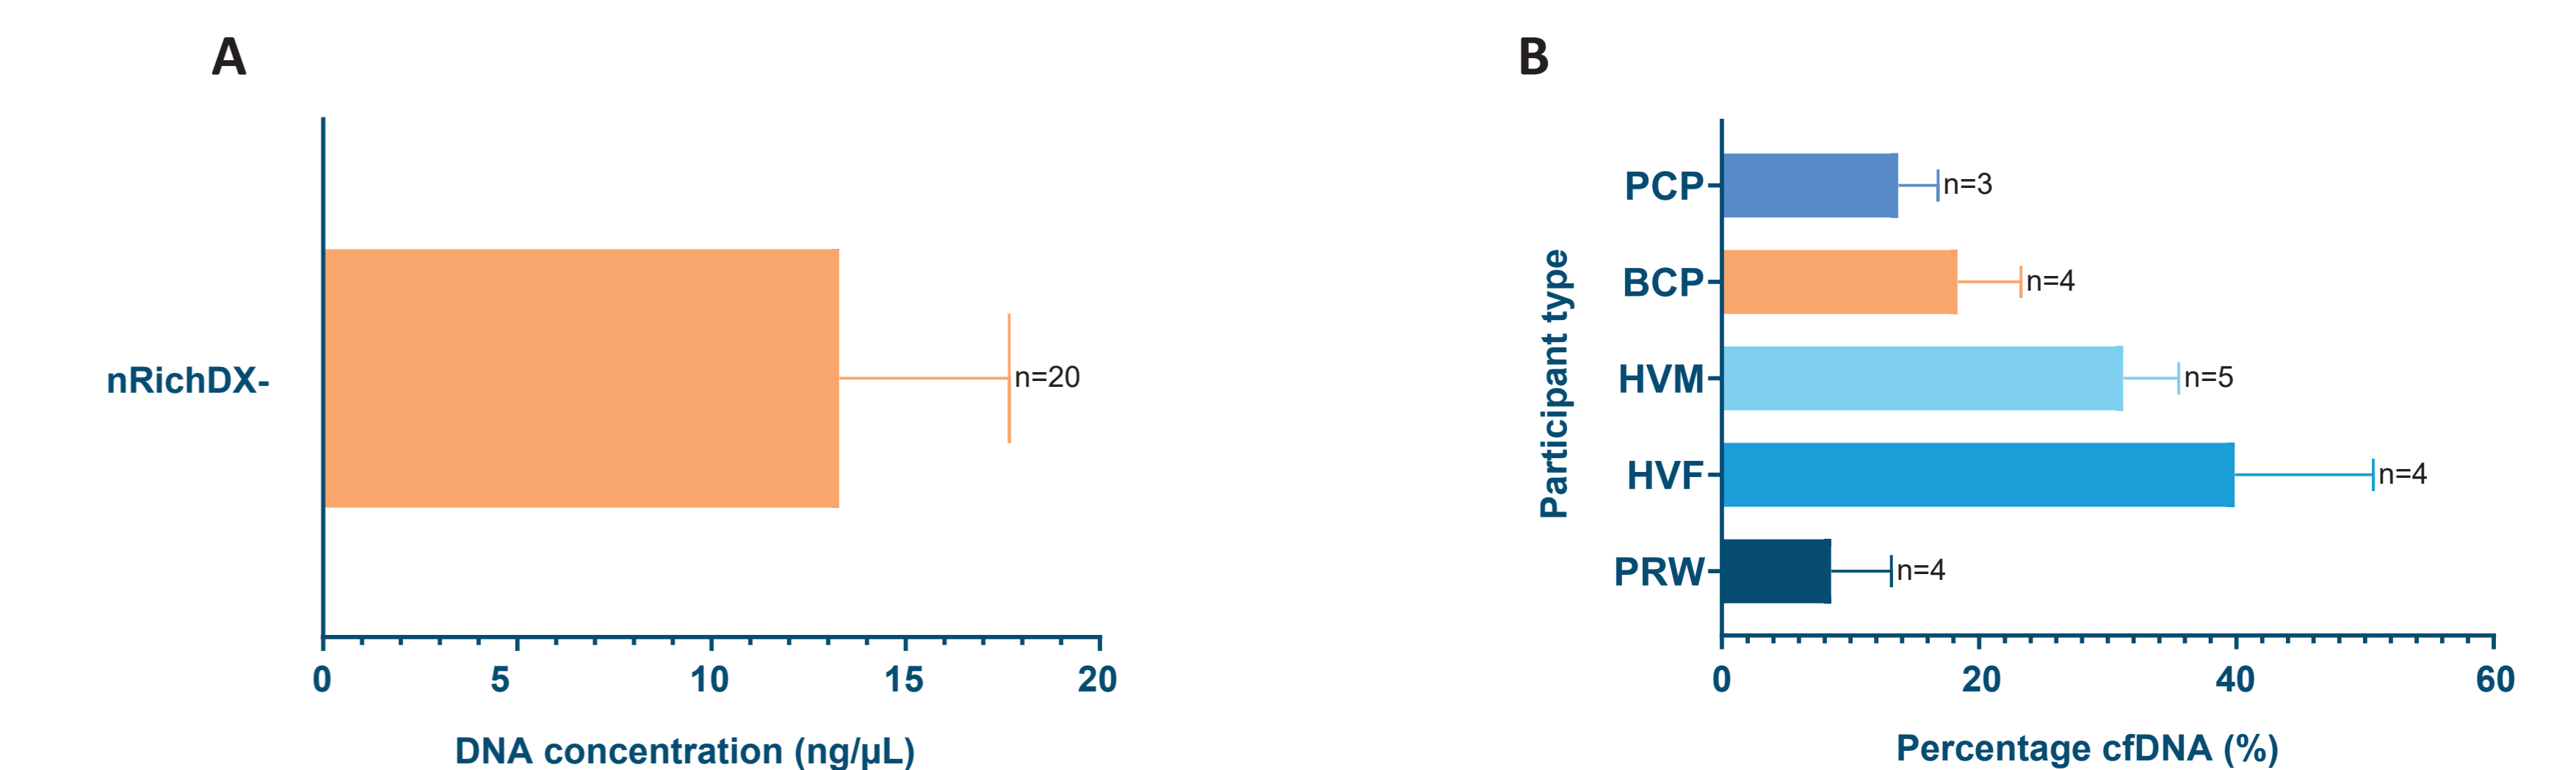 A
nRichDX-
n=20
0 5 10 15 20
DNA concentration (ng/µL)
B
Participant type
PCP
n=3
BCP
n=4
HVM
n=5
HVF
n=4
PRW
n=4
0 20 40 60
Percentage cfDNA (%)